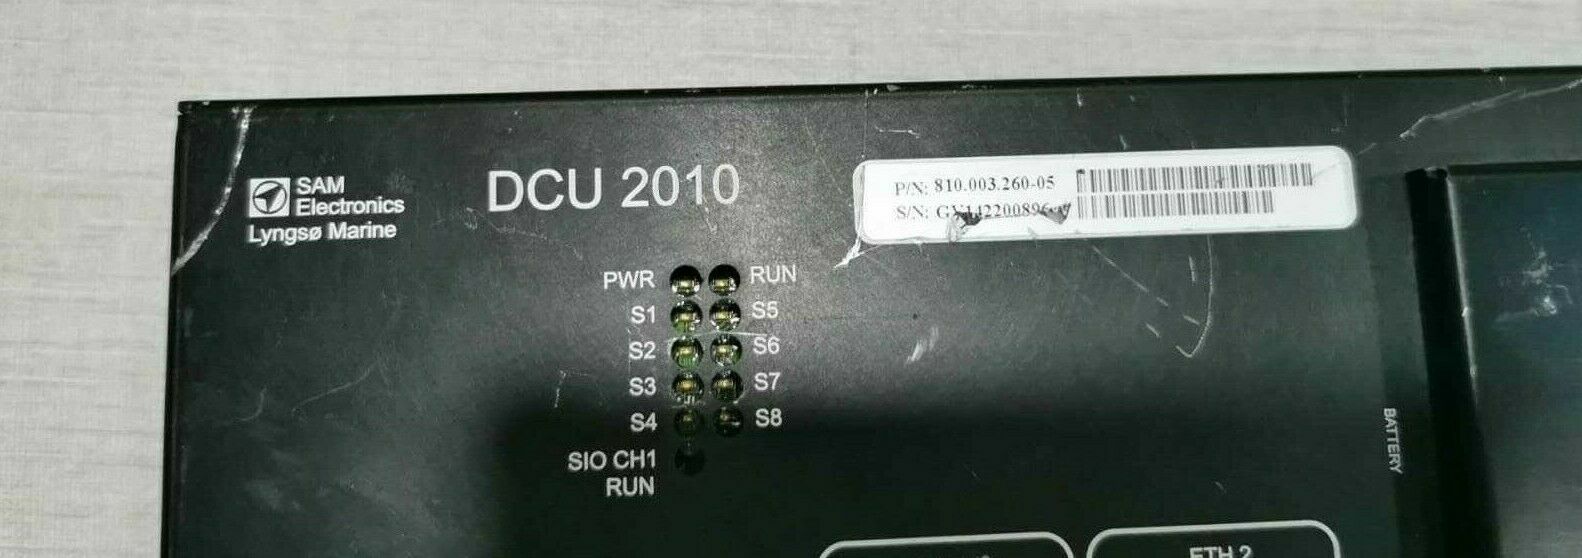 SAM
Electronics
Lyngsø Marine
DCU 2010
P/N: 810.003.260-05
S/N:
PWR RUN
S1 S5
S2 S6
S3 S7
S4 S8
SIO CH1
RUN
BATTERY
ETH 2